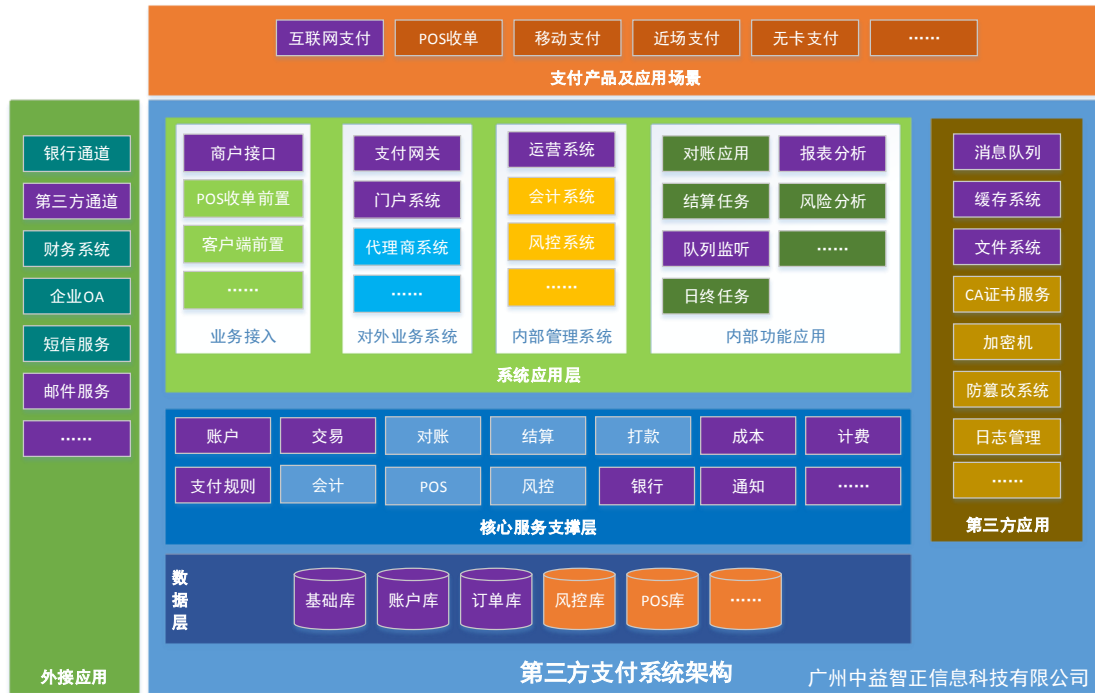 互联网支付
POS收单
移动支付
近场支付
无卡支付
......
支付产品及应用场景
银行通道
第三方通道
财务系统
企业OA
短信服务
邮件服务
......
外接应用
商户接口
POS收单前置
客户端前置
......
业务接入
支付网关
门户系统
代理商系统
......
对外业务系统
运营系统
会计系统
风控系统
......
内部管理系统
对账应用
报表分析
结算任务
风险分析
队列监听
......
日终任务
内部功能应用
系统应用层
账户
交易
对账
结算
打款
成本
计费
支付规则
会计
POS
风控
银行
通知
......
核心服务支撑层
数据层
基础库
账户库
订单库
风控库
POS库
......
消息队列
缓存系统
文件系统
CA证书服务
加密机
防篡改系统
日志管理
......
第三方应用
第三方支付系统架构
广州中益智正信息科技有限公司